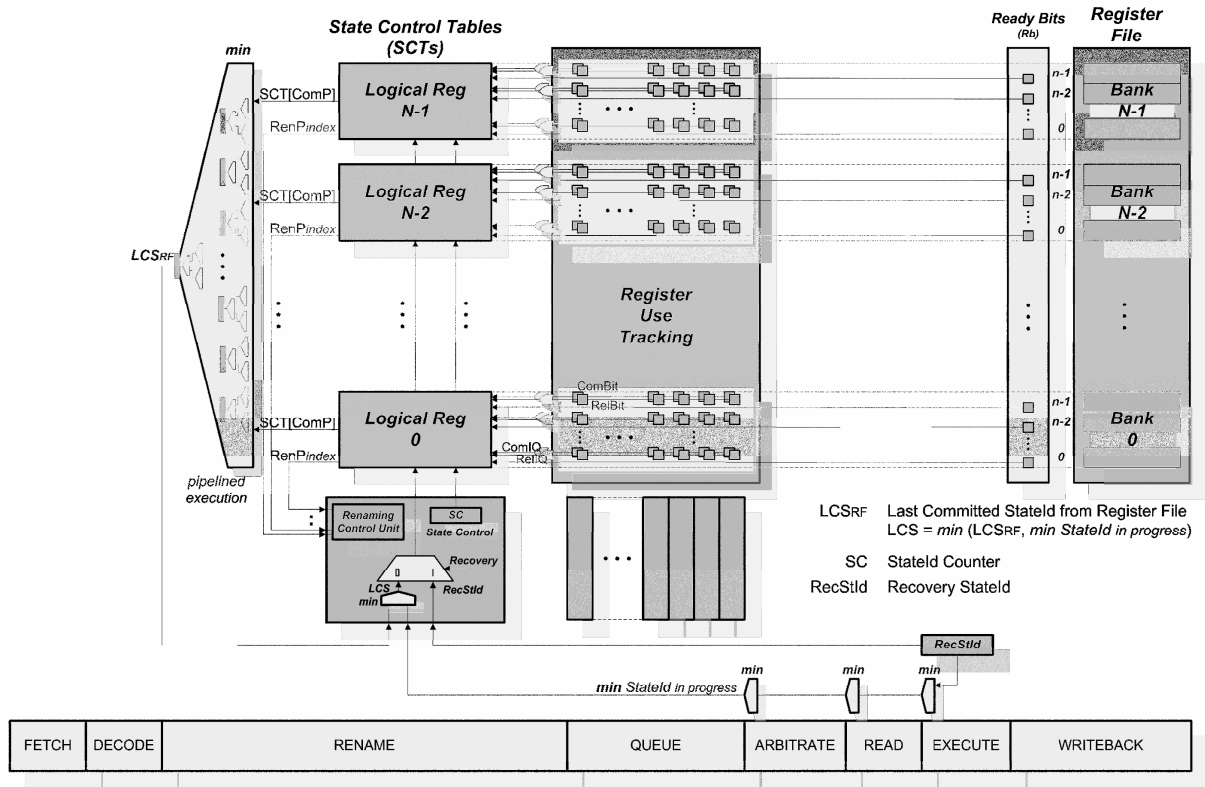 State Control Tables
(SCTs)
Ready Bits
(Rb)
Register
File
min
Logical Reg
N-1
SCT[ComP]
RenPindex
n-1
n-2
0
Bank
N-1
Logical Reg
N-2
SCT[ComP]
RenPindex
n-1
n-2
0
Bank
N-2
LCSRF
Register
Use
Tracking
ComBit
RelBit
Logical Reg
0
SCT[ComP]
RenPindex
ComIQ
RelIQ
n-1
n-2
0
Bank
0
pipelined
execution
Renaming
Control Unit
SC
State Control
Recovery
LCS
RecStId
min
LCSRF Last Committed StateId from Register File
LCS = min (LCSRF, min StateId in progress)
SC StateId Counter
RecStId Recovery StateId
RecStId
min StateId in progress
min
min
min
FETCH
DECODE
RENAME
QUEUE
ARBITRATE
READ
EXECUTE
WRITEBACK